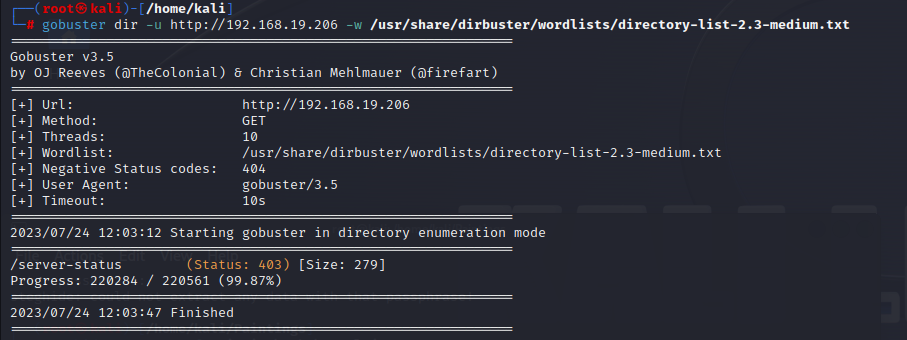 ┌──(root㉿kali)-[/home/kali]
└─# gobuster dir -u http://192.168.19.206 -w /usr/share/dirbuster/wordlists/directory-list-2.3-medium.txt
===============================================================
Gobuster v3.5
by OJ Reeves (@TheColonial) & Christian Mehlmauer (@firefart)
===============================================================
[+] Url:                     http://192.168.19.206
[+] Method:                  GET
[+] Threads:                 10
[+] Wordlist:                /usr/share/dirbuster/wordlists/directory-list-2.3-medium.txt
[+] Negative Status codes:   404
[+] User Agent:              gobuster/3.5
[+] Timeout:                 10s
===============================================================
2023/07/24 12:03:12 Starting gobuster in directory enumeration mode
===============================================================
/server-status        (Status: 403) [Size: 279]
Progress: 220284 / 220561 (99.87%)
===============================================================
2023/07/24 12:03:47 Finished
===============================================================